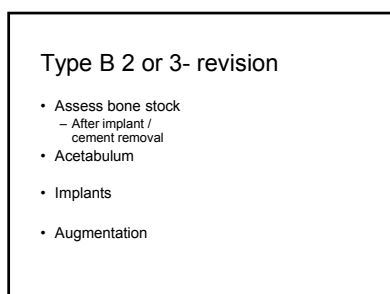 Type B 2 or 3- revision
• Assess bone stock
– After implant /
cement removal
• Acetabulum
• Implants
• Augmentation